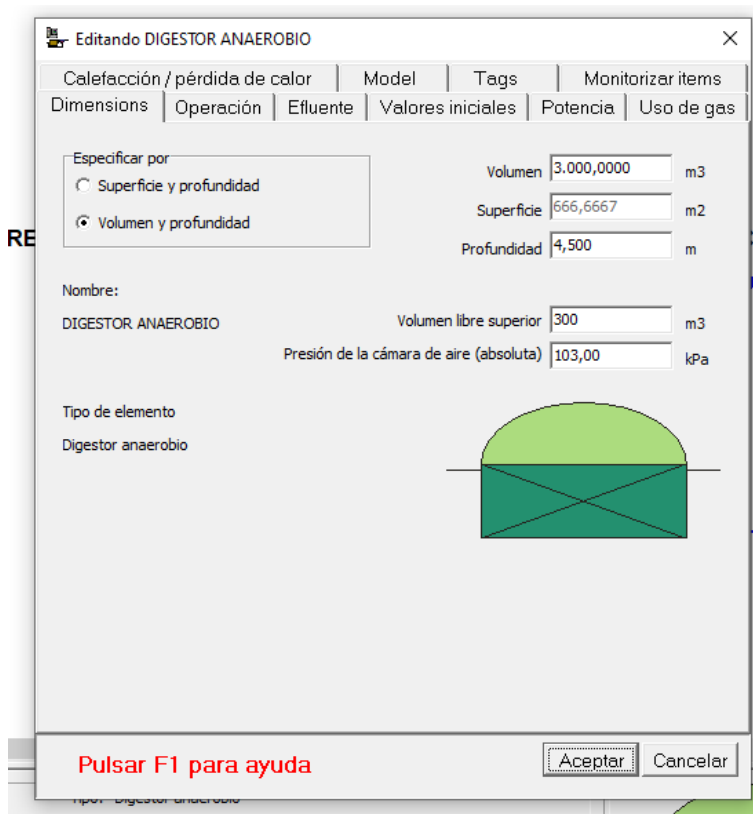 Editando DIGESTOR ANAEROBIO
Calefacción / pérdida de calor Model Tags Monitorizar items
Dimensions Operación Efluente Valores iniciales Potencia Uso de gas
Especificar por
Superficie y profundidad
Volumen y profundidad
Volumen 3.000,0000 m3
Superficie 666,6667 m2
Profundidad 4,500 m
RE
Nombre:
DIGESTOR ANAEROBIO
Volumen libre superior 300 m3
Presión de la cámara de aire (absoluta) 103,00 kPa
Tipo de elemento
Digestor anaerobio
Pulsar F1 para ayuda
Aceptar Cancelar